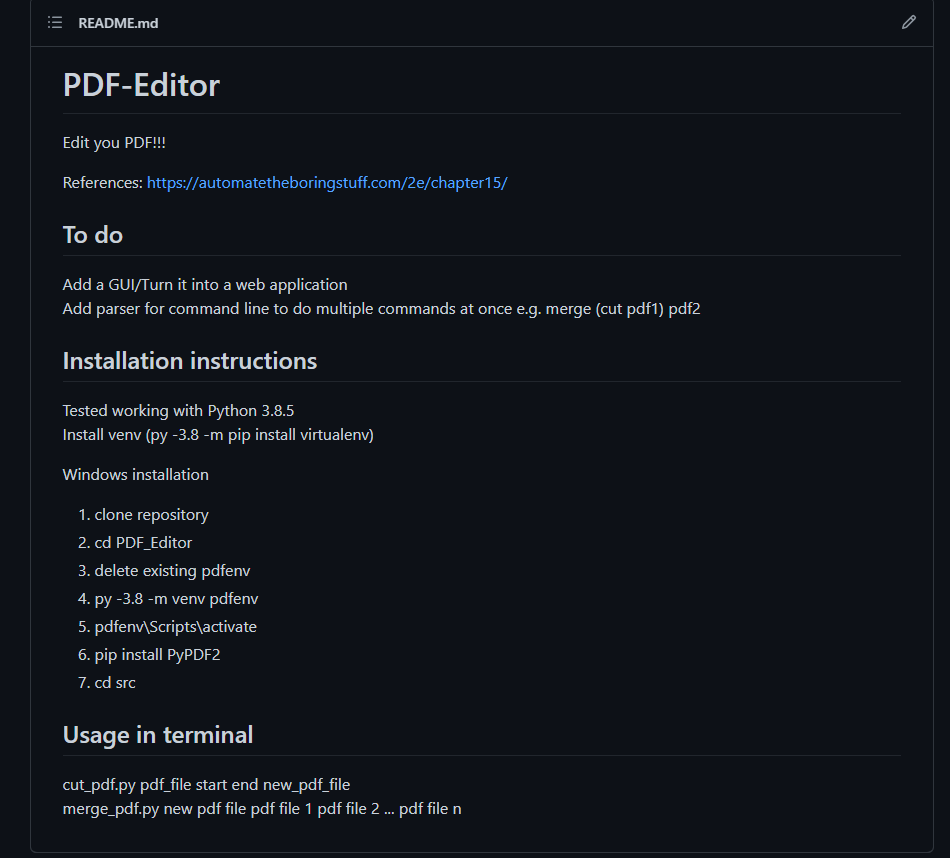 README.md
PDF-Editor
Edit you PDF!!!
References: https://automatetheboringstuff.com/2e/chapter15/
To do
Add a GUI/Turn it into a web application
Add parser for command line to do multiple commands at once e.g. merge (cut pdf1) pdf2
Installation instructions
Tested working with Python 3.8.5
Install venv (py -3.8 -m pip install virtualenv)
Windows installation
1. clone repository
2. cd PDF_Editor
3. delete existing pdfenv
4. py -3.8 -m venv pdfenv
5. pdfenv\Scripts\activate
6. pip install PyPDF2
7. cd src
Usage in terminal
cut_pdf.py pdf_file start end new_pdf_file
merge_pdf.py new pdf file pdf file 1 pdf file 2 ... pdf file n